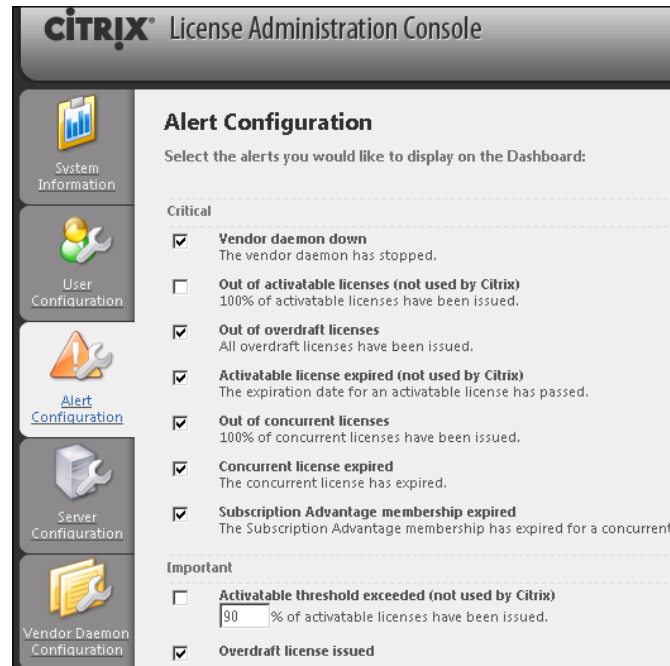 CITRIX® License Administration Console
System
Information
User
Configuration
Alert
Configuration
Server
Configuration
Vendor Daemon
Configuration
Alert Configuration
Select the alerts you would like to display on the Dashboard:
Critical
Vendor daemon down
The vendor daemon has stopped.
Out of activatable licenses (not used by Citrix)
100% of activatable licenses have been issued.
Out of overdraft licenses
All overdraft licenses have been issued.
Activatable license expired (not used by Citrix)
The expiration date for an activatable license has passed.
Out of concurrent licenses
100% of concurrent licenses have been issued.
Concurrent license expired
The concurrent license has expired.
Subscription Advantage membership expired
The Subscription Advantage membership has expired for a concurrent
Important
Activatable threshold exceeded (not used by Citrix)
90 % of activatable licenses have been issued.
Overdraft license issued